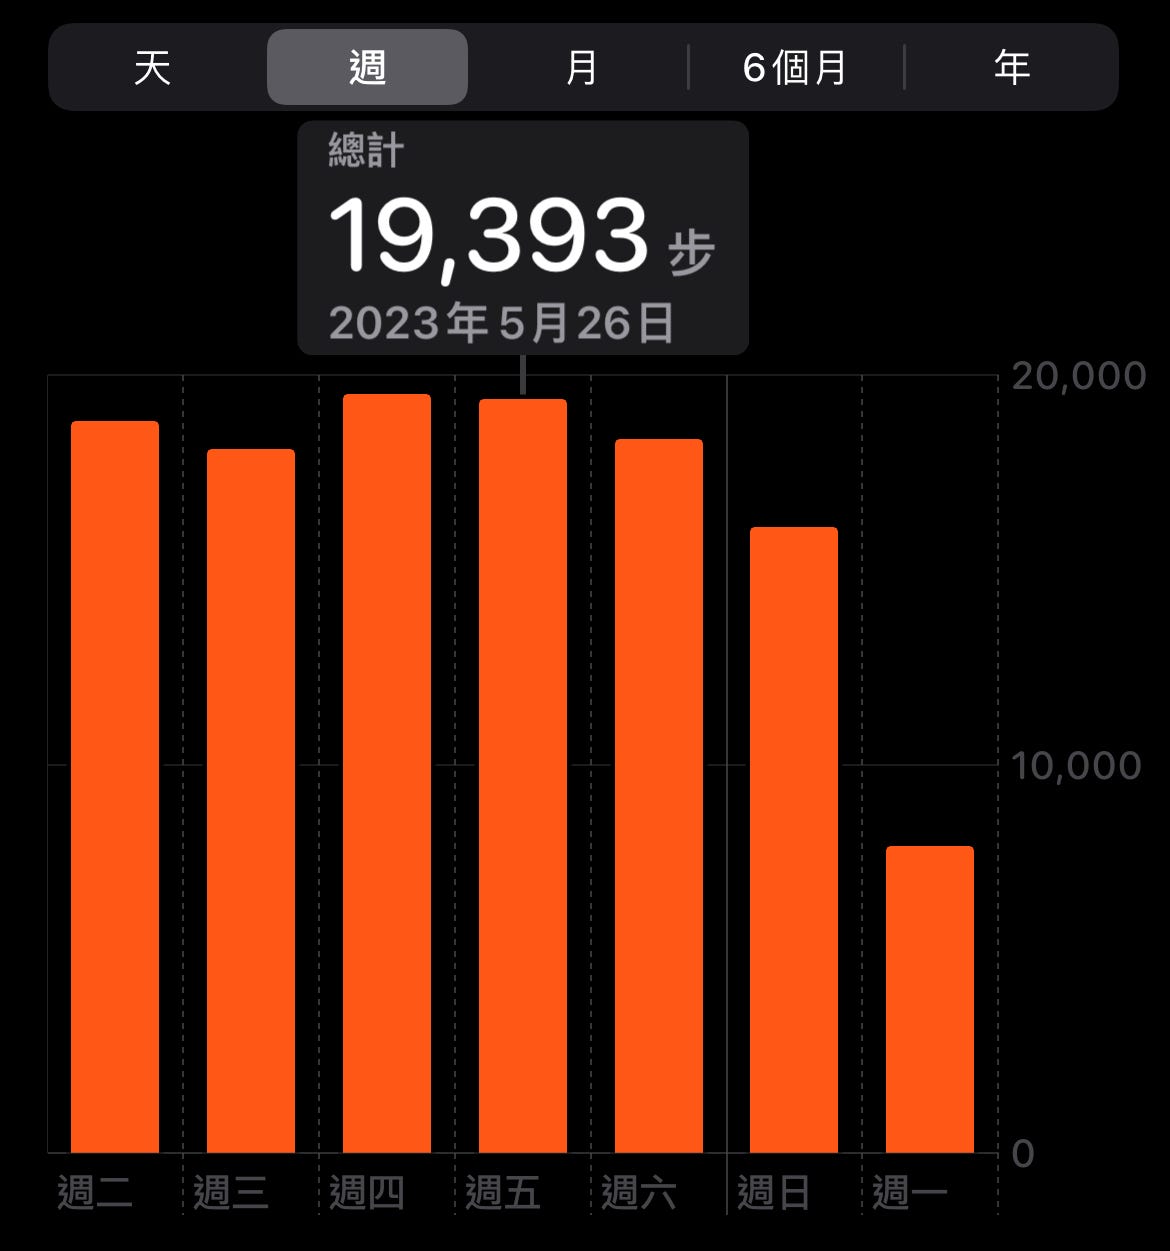 天 週 月 6個月 年
總計
19,393 步
2023年5月26日
20,000
10,000
0
週二 週三 週四 週五 週六 週日 週一